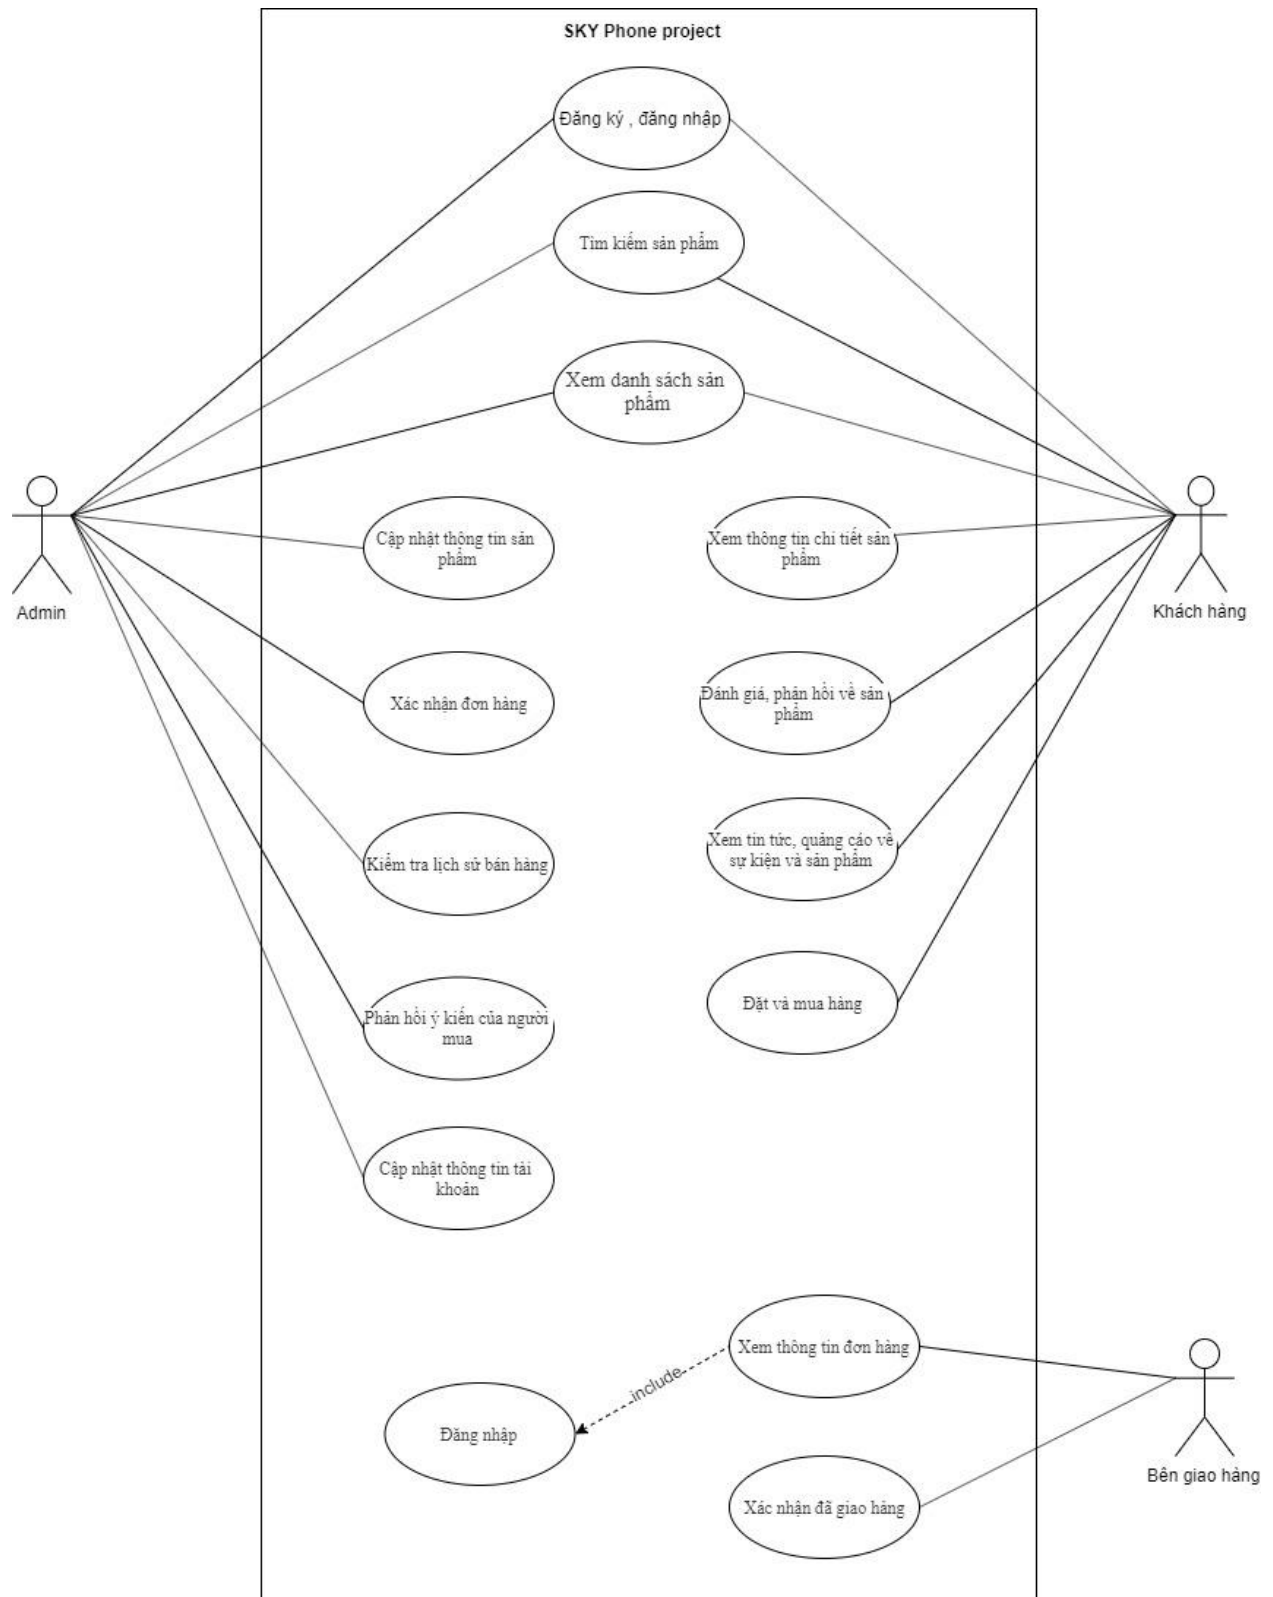 SKY Phone project
Đăng ký , đăng nhập
Tìm kiếm sản phẩm
Xem danh sách sản
phẩm
Admin
Khách hàng
Cập nhật thông tin sản
phẩm
Xem thông tin chi tiết sản
phẩm
Xác nhận đơn hàng
Đánh giá, phản hồi về sản
phẩm
Kiểm tra lịch sử bán hàng
Xem tin tức, quảng cáo về
sự kiện và sản phẩm
Phản hồi ý kiến của người
mua
Đặt và mua hàng
Cập nhật thông tin tài
khoản
Xem thông tin đơn hàng
include
Đăng nhập
Bên giao hàng
Xác nhận đã giao hàng